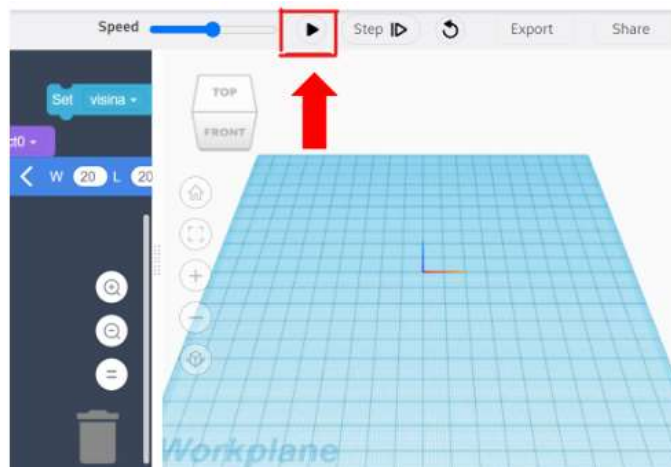 Speed Step Export Share
Set visina
ct0
W 20 L 20
TOP
FRONT
Workplane